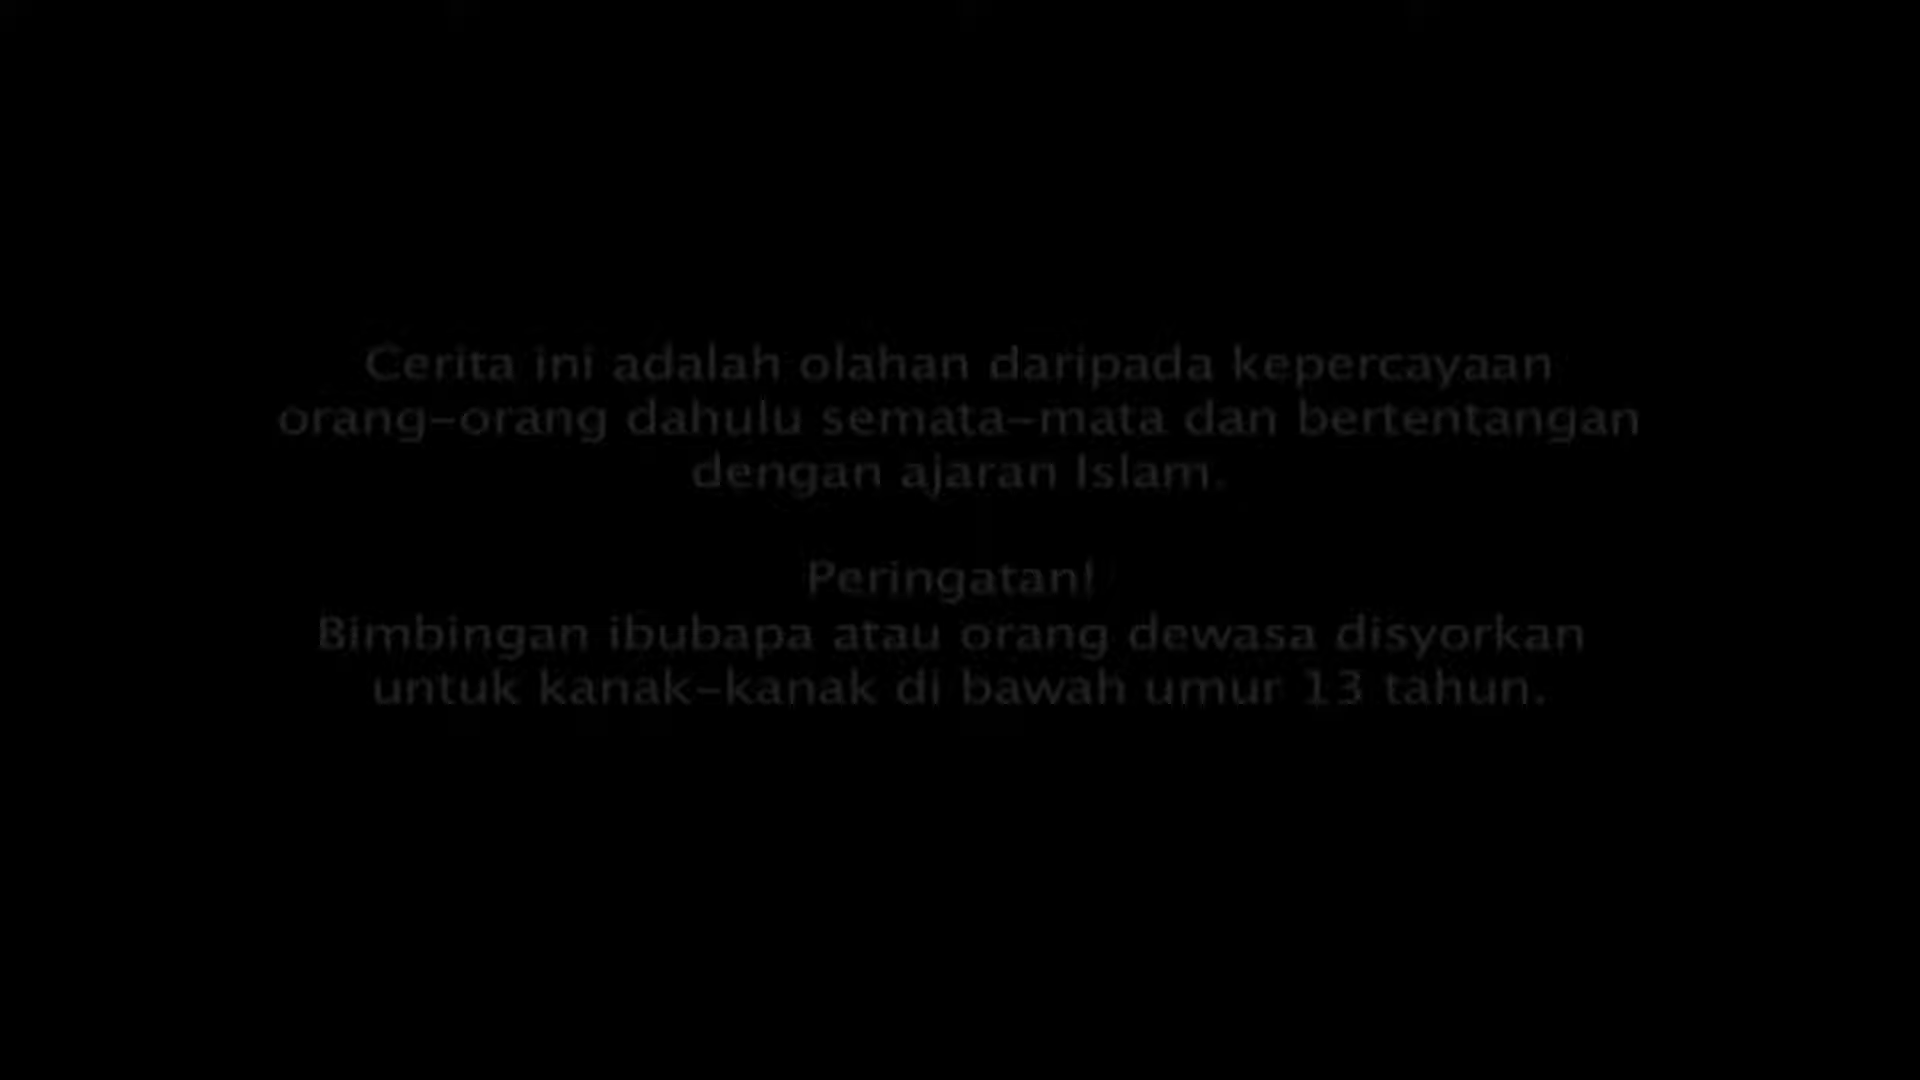 Cerita ini adalah olahan daripada kepercayaan
orang-orang dahulu semata-mata dan bertentangan
dengan ajaran Islam.
Peringatan!
Bimbingan ibubapa atau orang dewasa disyorkan
untuk kanak-kanak di bawah umur 13 tahun.